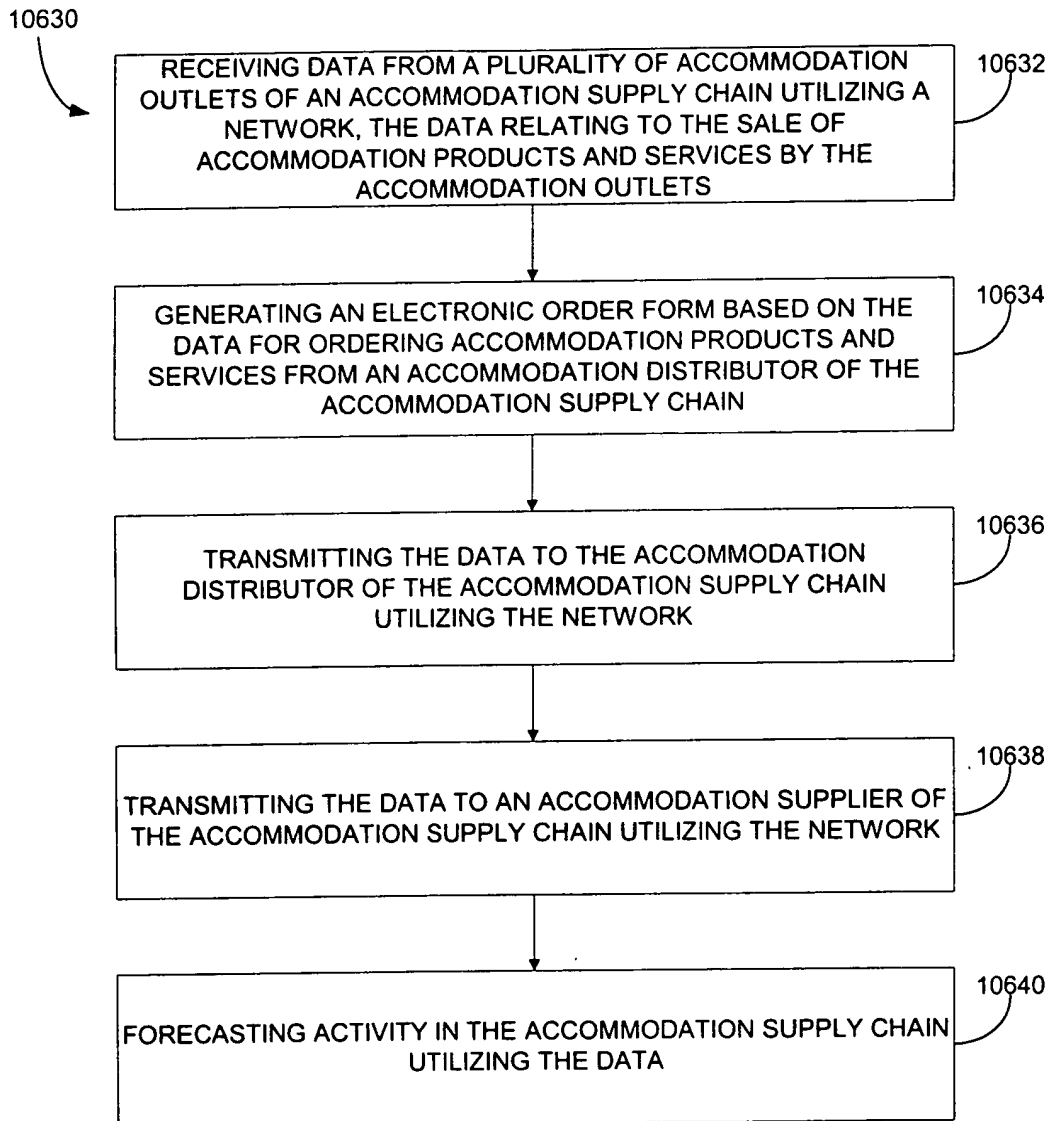 10630
RECEIVING DATA FROM A PLURALITY OF ACCOMMODATION
OUTLETS OF AN ACCOMMODATION SUPPLY CHAIN UTILIZING A
NETWORK, THE DATA RELATING TO THE SALE OF
ACCOMMODATION PRODUCTS AND SERVICES BY THE
ACCOMMODATION OUTLETS
10632
GENERATING AN ELECTRONIC ORDER FORM BASED ON THE
DATA FOR ORDERING ACCOMMODATION PRODUCTS AND
SERVICES FROM AN ACCOMMODATION DISTRIBUTOR OF THE
ACCOMMODATION SUPPLY CHAIN
10634
TRANSMITTING THE DATA TO THE ACCOMMODATION
DISTRIBUTOR OF THE ACCOMMODATION SUPPLY CHAIN
UTILIZING THE NETWORK
10636
TRANSMITTING THE DATA TO AN ACCOMMODATION SUPPLIER OF
THE ACCOMMODATION SUPPLY CHAIN UTILIZING THE NETWORK
10638
FORECASTING ACTIVITY IN THE ACCOMMODATION SUPPLY CHAIN
UTILIZING THE DATA
10640